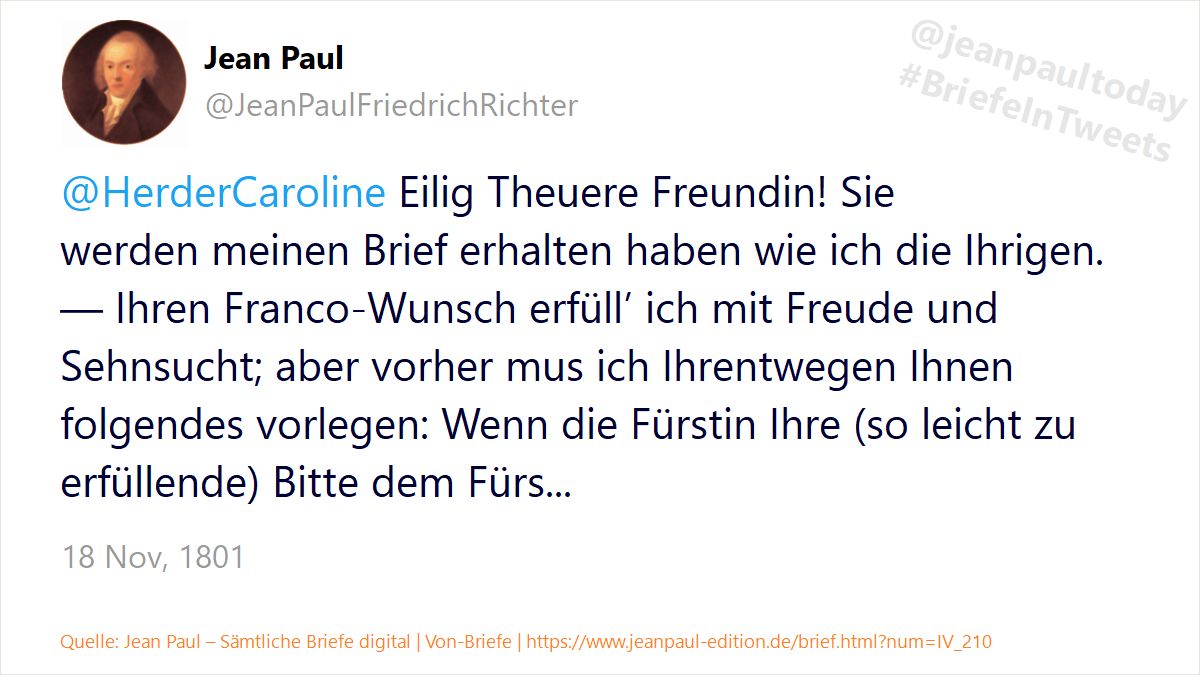 Jean Paul
@JeanPaulFriedrichRichter
@jeanpaultoday
#BriefeInTweets
@HerderCaroline Eilig Theuere Freundin! Sie
werden meinen Brief erhalten haben wie ich die Ihrigen.
— Ihren Franco-Wunsch erfüll’ ich mit Freude und
Sehnsucht; aber vorher mus ich Ihrentwegen Ihnen
folgendes vorlegen: Wenn die Fürstin Ihre (so leicht zu
erfüllende) Bitte dem Fürs...
18 Nov, 1801
Quelle: Jean Paul – Sämtliche Briefe digital | Von-Briefe | https://www.jeanpaul-edition.de/brief.html?num=IV_210